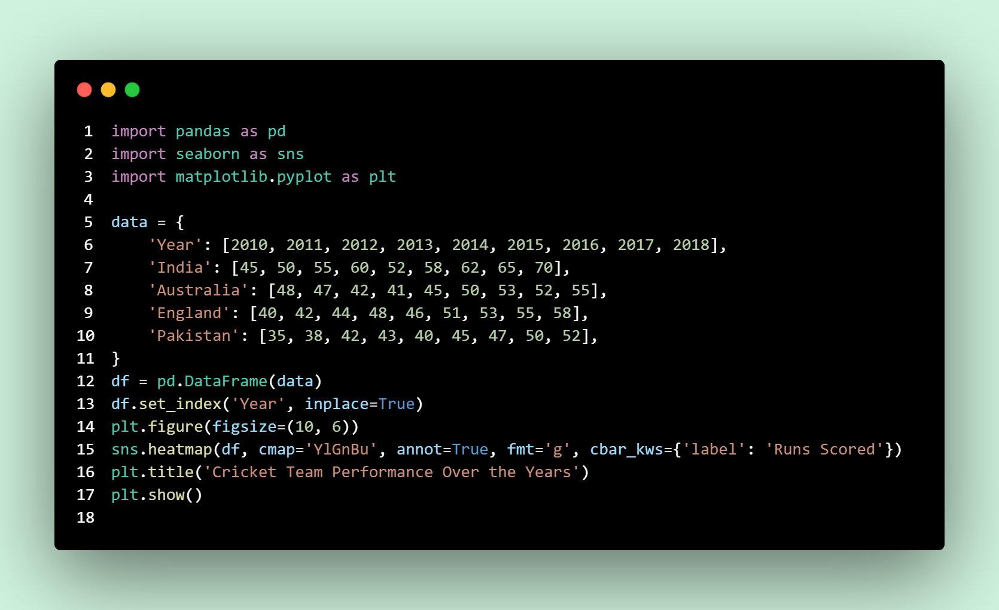 1 import pandas as pd
2 import seaborn as sns
3 import matplotlib.pyplot as plt
4
5 data = {
6     'Year': [2010, 2011, 2012, 2013, 2014, 2015, 2016, 2017, 2018],
7     'India': [45, 50, 55, 60, 52, 58, 62, 65, 70],
8     'Australia': [48, 47, 42, 41, 45, 50, 53, 52, 55],
9     'England': [40, 42, 44, 48, 46, 51, 53, 55, 58],
10     'Pakistan': [35, 38, 42, 43, 40, 45, 47, 50, 52],
11 }
12 df = pd.DataFrame(data)
13 df.set_index('Year', inplace=True)
14 plt.figure(figsize=(10, 6))
15 sns.heatmap(df, cmap='YlGnBu', annot=True, fmt='g', cbar_kws={'label': 'Runs Scored'})
16 plt.title('Cricket Team Performance Over the Years')
17 plt.show()
18